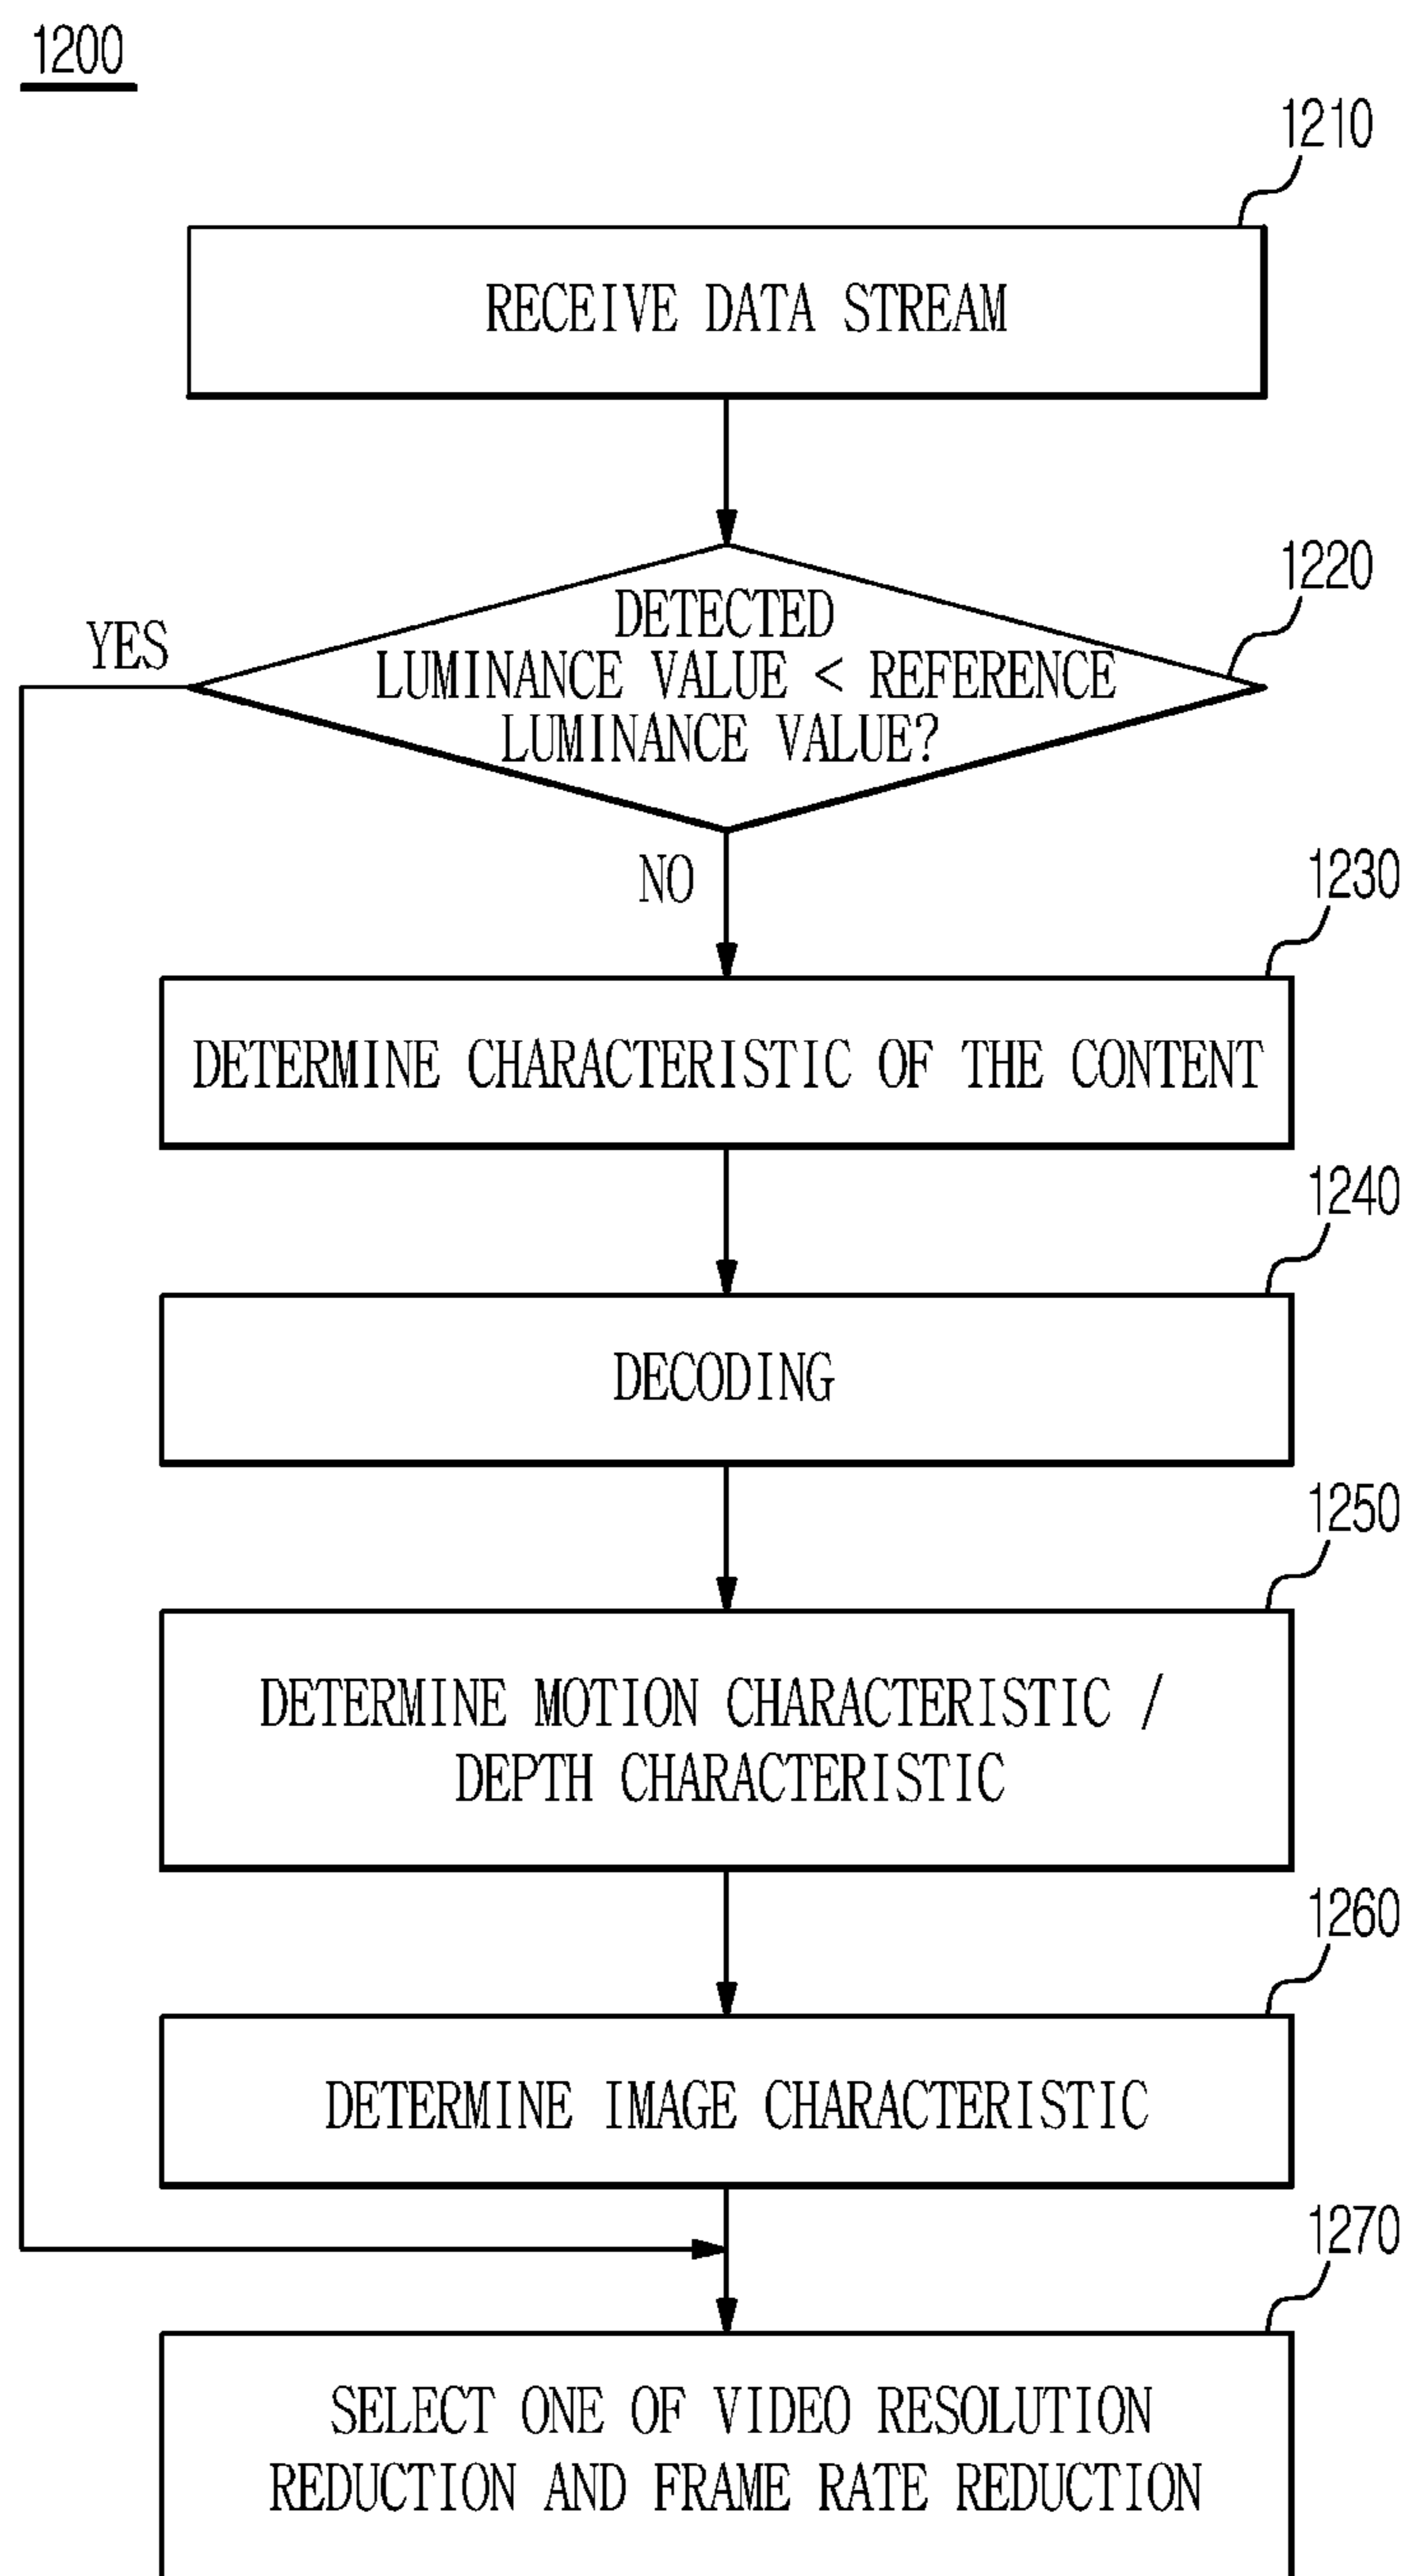 1200
1210
RECEIVE DATA STREAM
1220
YES
DETECTED
LUMINANCE VALUE < REFERENCE
LUMINANCE VALUE?
NO
1230
DETERMINE CHARACTERISTIC OF THE CONTENT
1240
DECODING
1250
DETERMINE MOTION CHARACTERISTIC /
DEPTH CHARACTERISTIC
1260
DETERMINE IMAGE CHARACTERISTIC
1270
SELECT ONE OF VIDEO RESOLUTION
REDUCTION AND FRAME RATE REDUCTION